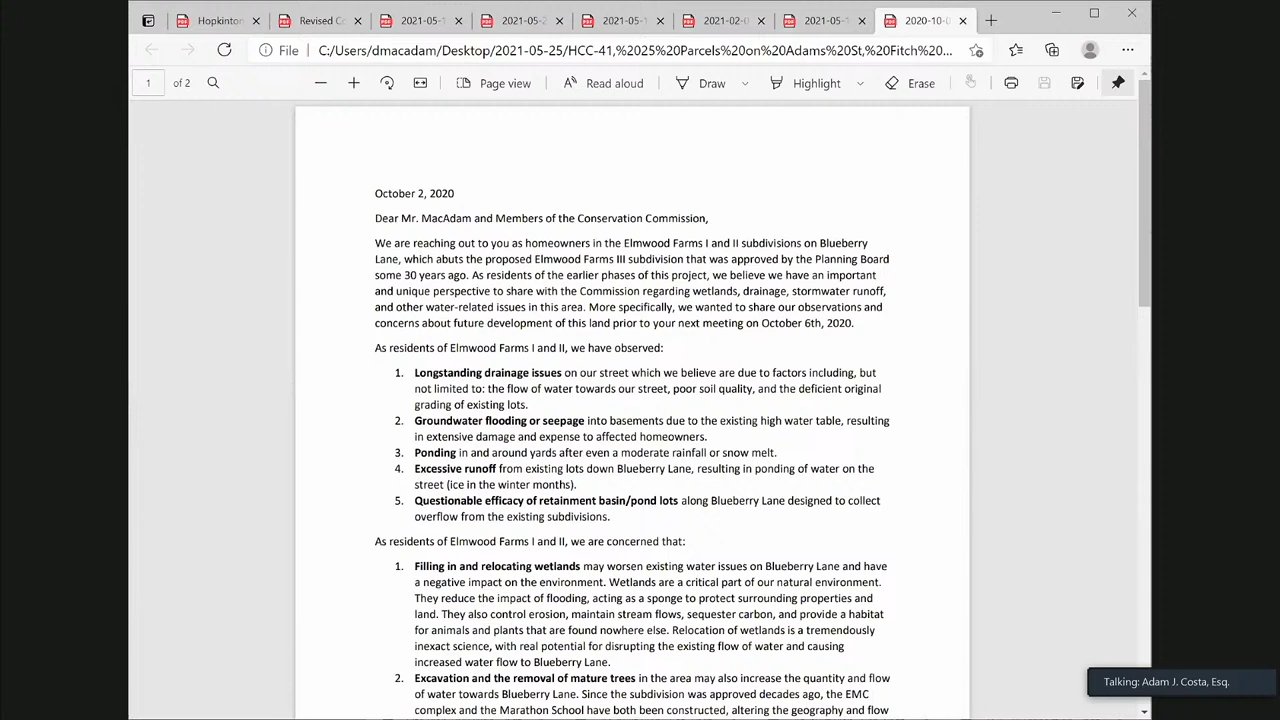 Hopkinton
Revised C
2021-05-1
2021-05-2
2021-05-1
2021-02-0
2021-05-1
2020-10-0
File
C:/Users/dmacadam/Desktop/2021-05-25/HCC-41,%2025%20Parcels%20on%20Adams%20St,%20Fitch%20...
1 of 2
Page view
Read aloud
Draw
Highlight
Erase
October 2, 2020
Dear Mr. MacAdam and Members of the Conservation Commission,
We are reaching out to you as homeowners in the Elmwood Farms I and II subdivisions on Blueberry
Lane, which abuts the proposed Elmwood Farms III subdivision that was approved by the Planning Board
some 30 years ago. As residents of the earlier phases of this project, we believe we have an important
and unique perspective to share with the Commission regarding wetlands, drainage, stormwater runoff,
and other water-related issues in this area. More specifically, we wanted to share our observations and
concerns about future development of this land prior to your next meeting on October 6th, 2020.
As residents of Elmwood Farms I and II, we have observed:
1. Longstanding drainage issues on our street which we believe are due to factors including, but
not limited to: the flow of water towards our street, poor soil quality, and the deficient original
grading of existing lots.
2. Groundwater flooding or seepage into basements due to the existing high water table, resulting
in extensive damage and expense to affected homeowners.
3. Ponding in and around yards after even a moderate rainfall or snow melt.
4. Excessive runoff from existing lots down Blueberry Lane, resulting in ponding of water on the
street (ice in the winter months).
5. Questionable efficacy of retainment basin/pond lots along Blueberry Lane designed to collect
overflow from the existing subdivisions.
As residents of Elmwood Farms I and II, we are concerned that:
1. Filling in and relocating wetlands may worsen existing water issues on Blueberry Lane and have
a negative impact on the environment. Wetlands are a critical part of our natural environment.
They reduce the impact of flooding, acting as a sponge to protect surrounding properties and
land. They also control erosion, maintain stream flows, sequester carbon, and provide a habitat
for animals and plants that are found nowhere else. Relocation of wetlands is a tremendously
inexact science, with real potential for disrupting the existing flow of water and causing
increased water flow to Blueberry Lane.
2. Excavation and the removal of mature trees in the area may also increase the quantity and flow
of water towards Blueberry Lane. Since the subdivision was approved decades ago, the EMC
complex and the Marathon School have both been constructed, altering the geography and flow
Talking: Adam J. Costa, Esq.